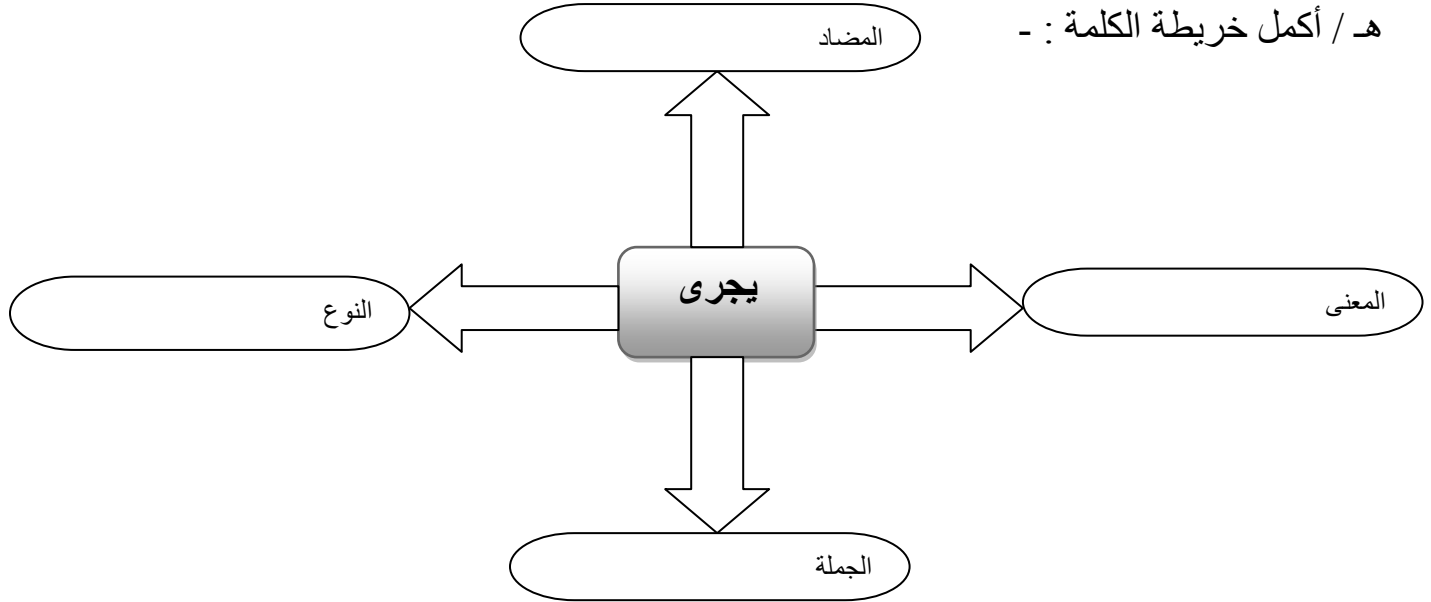 هـ / أكمل خريطة الكلمة : -
المضاد
يجرى
المعنى
النوع
الجملة